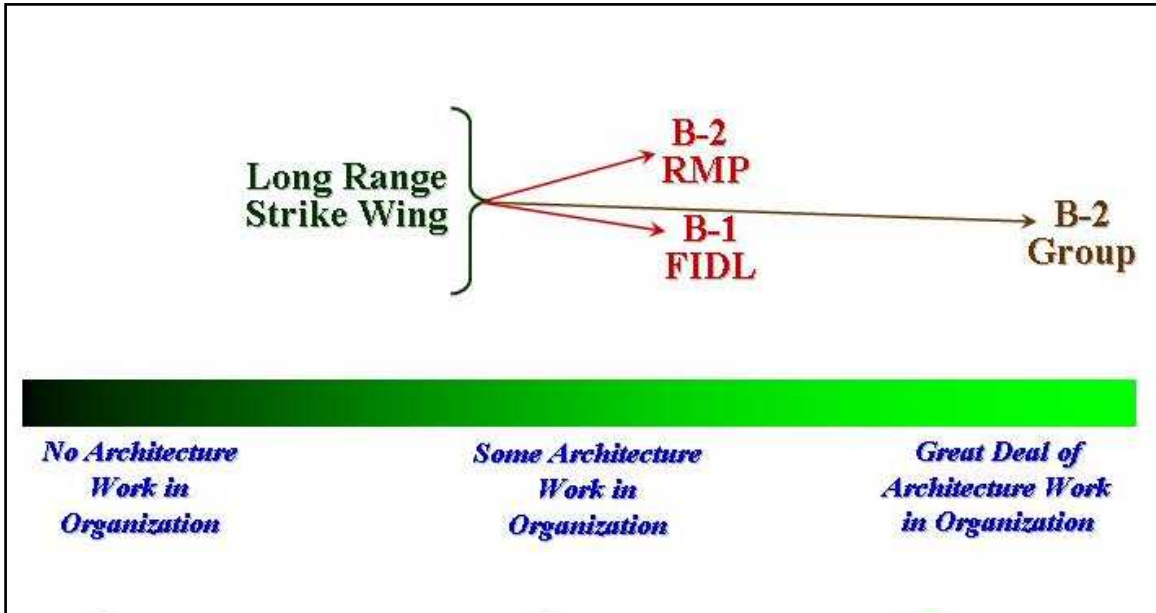 B-2
RMP
Long Range
Strike Wing
B-2
Group
B-1
FIDL
No Architecture
Work in
Organization
Some Architecture
Work in
Organization
Great Deal of
Architecture Work
in Organization